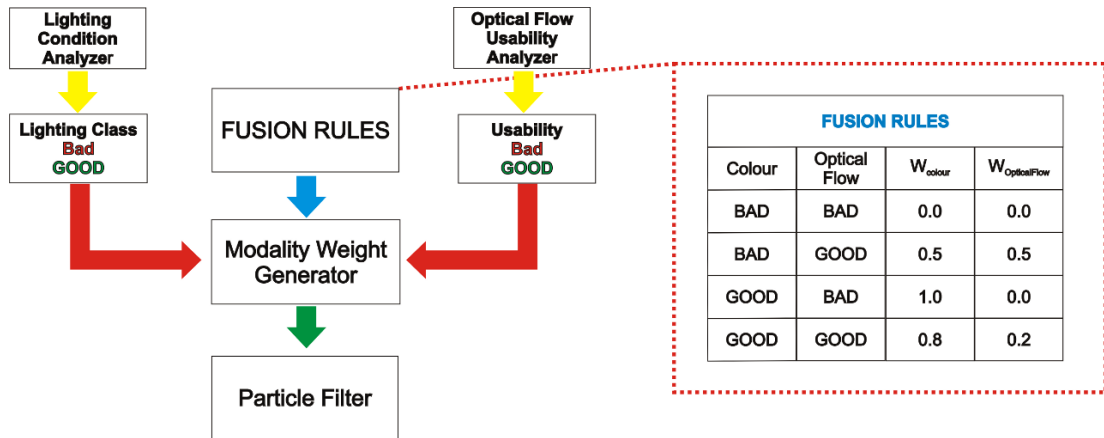 Lighting
Condition
Analyzer
Optical Flow
Usability
Analyzer
Lighting Class
Bad
GOOD
FUSION RULES
Usability
Bad
GOOD
Modality Weight
Generator
Particle Filter
FUSION RULES
Colour Optical Flow Wcolour WOpticalFlow
BAD BAD 0.0 0.0
BAD GOOD 0.5 0.5
GOOD BAD 1.0 0.0
GOOD GOOD 0.8 0.2